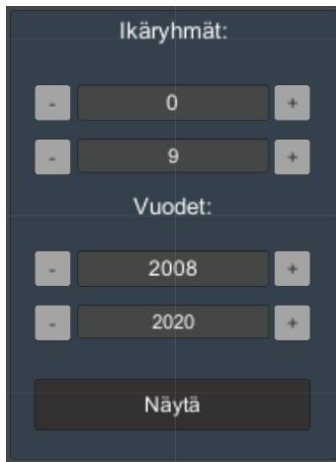 Ikäryhmät:
- 0 +
- 9 +
Vuodet:
- 2008 +
- 2020 +
Näytä